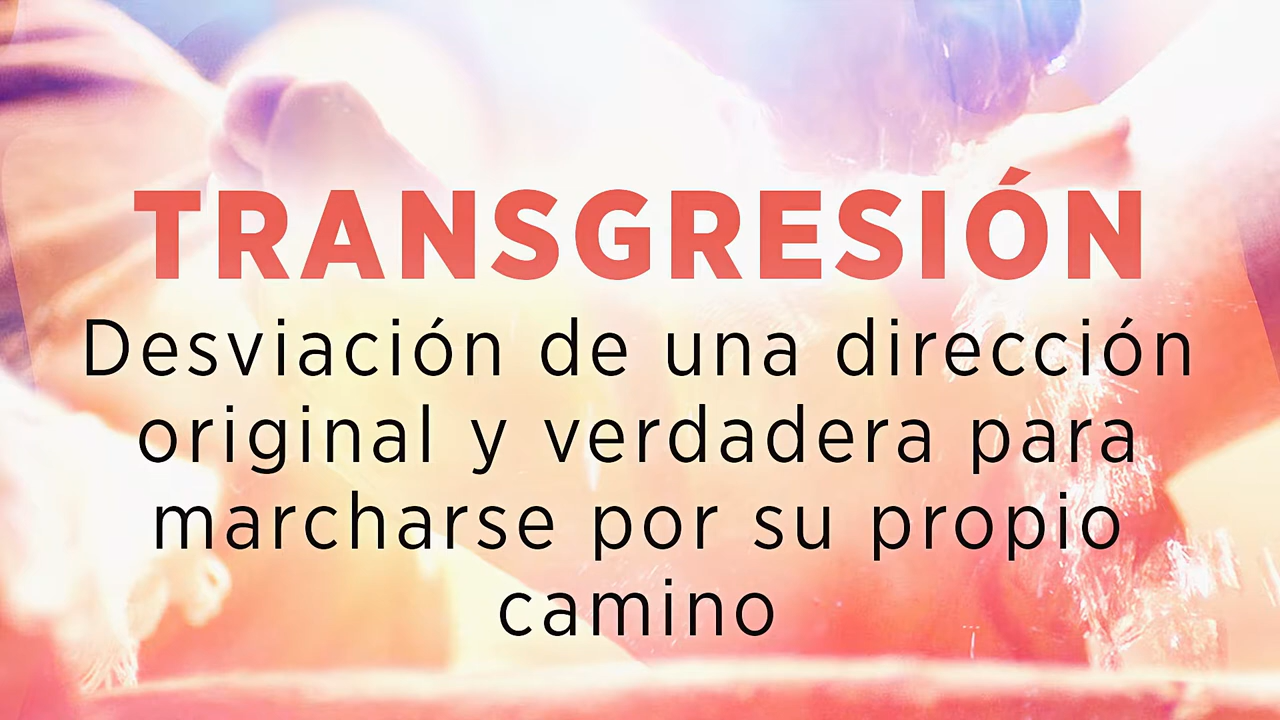 TRANSGRESIÓN
Desviación de una dirección
original y verdadera para
marcharse por su propio
camino